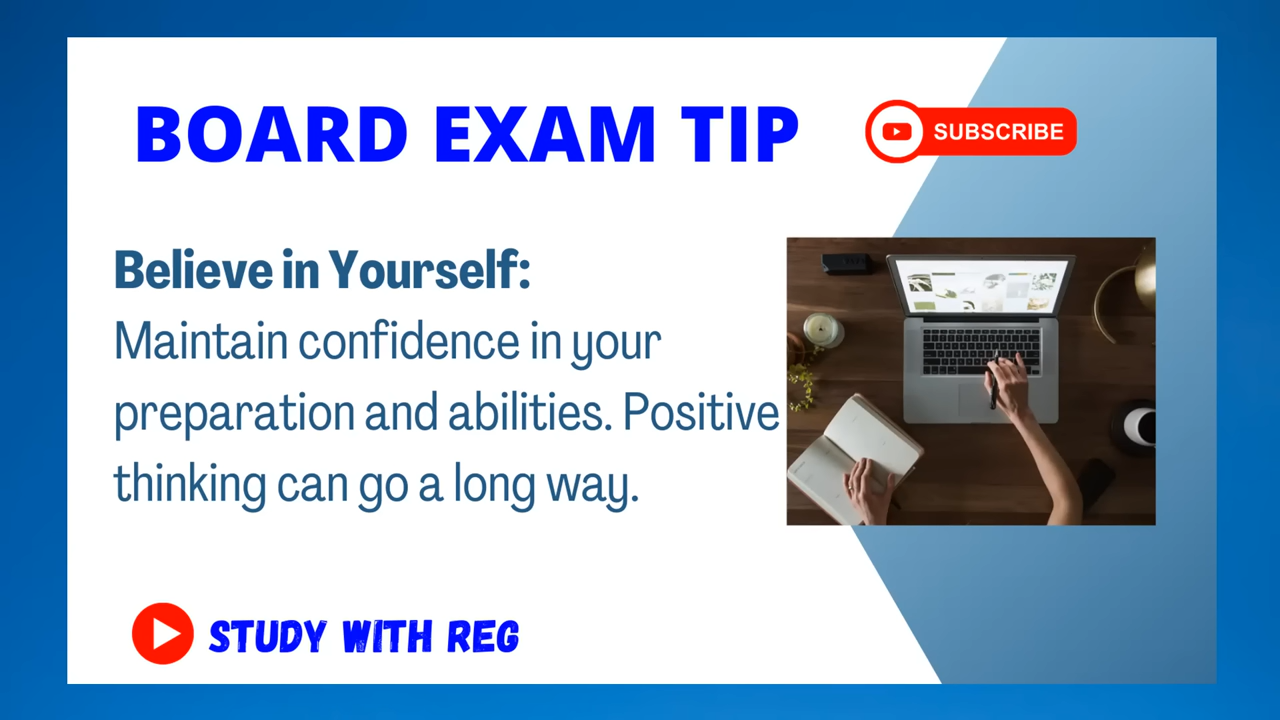 BOARD EXAM TIP
SUBSCRIBE
Believe in Yourself:
Maintain confidence in your
preparation and abilities. Positive
thinking can go a long way.
STUDY WITH REG